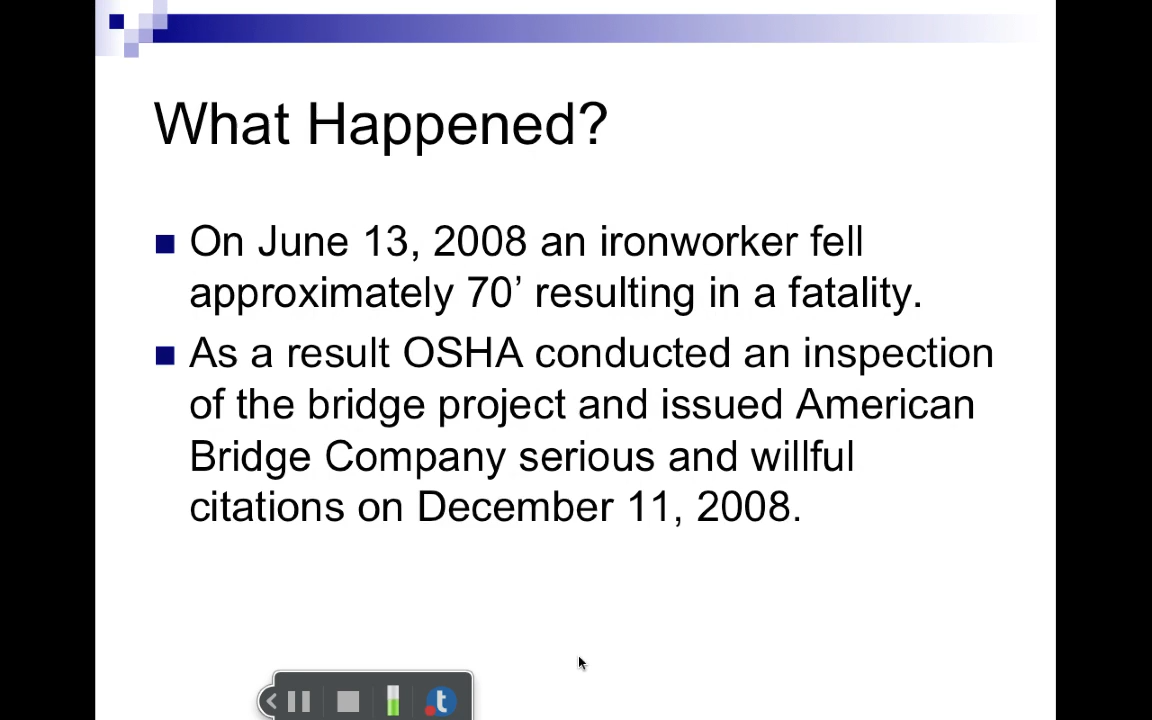 What Happened?
On June 13, 2008 an ironworker fell
approximately 70’ resulting in a fatality.
As a result OSHA conducted an inspection
of the bridge project and issued American
Bridge Company serious and willful
citations on December 11, 2008.
t